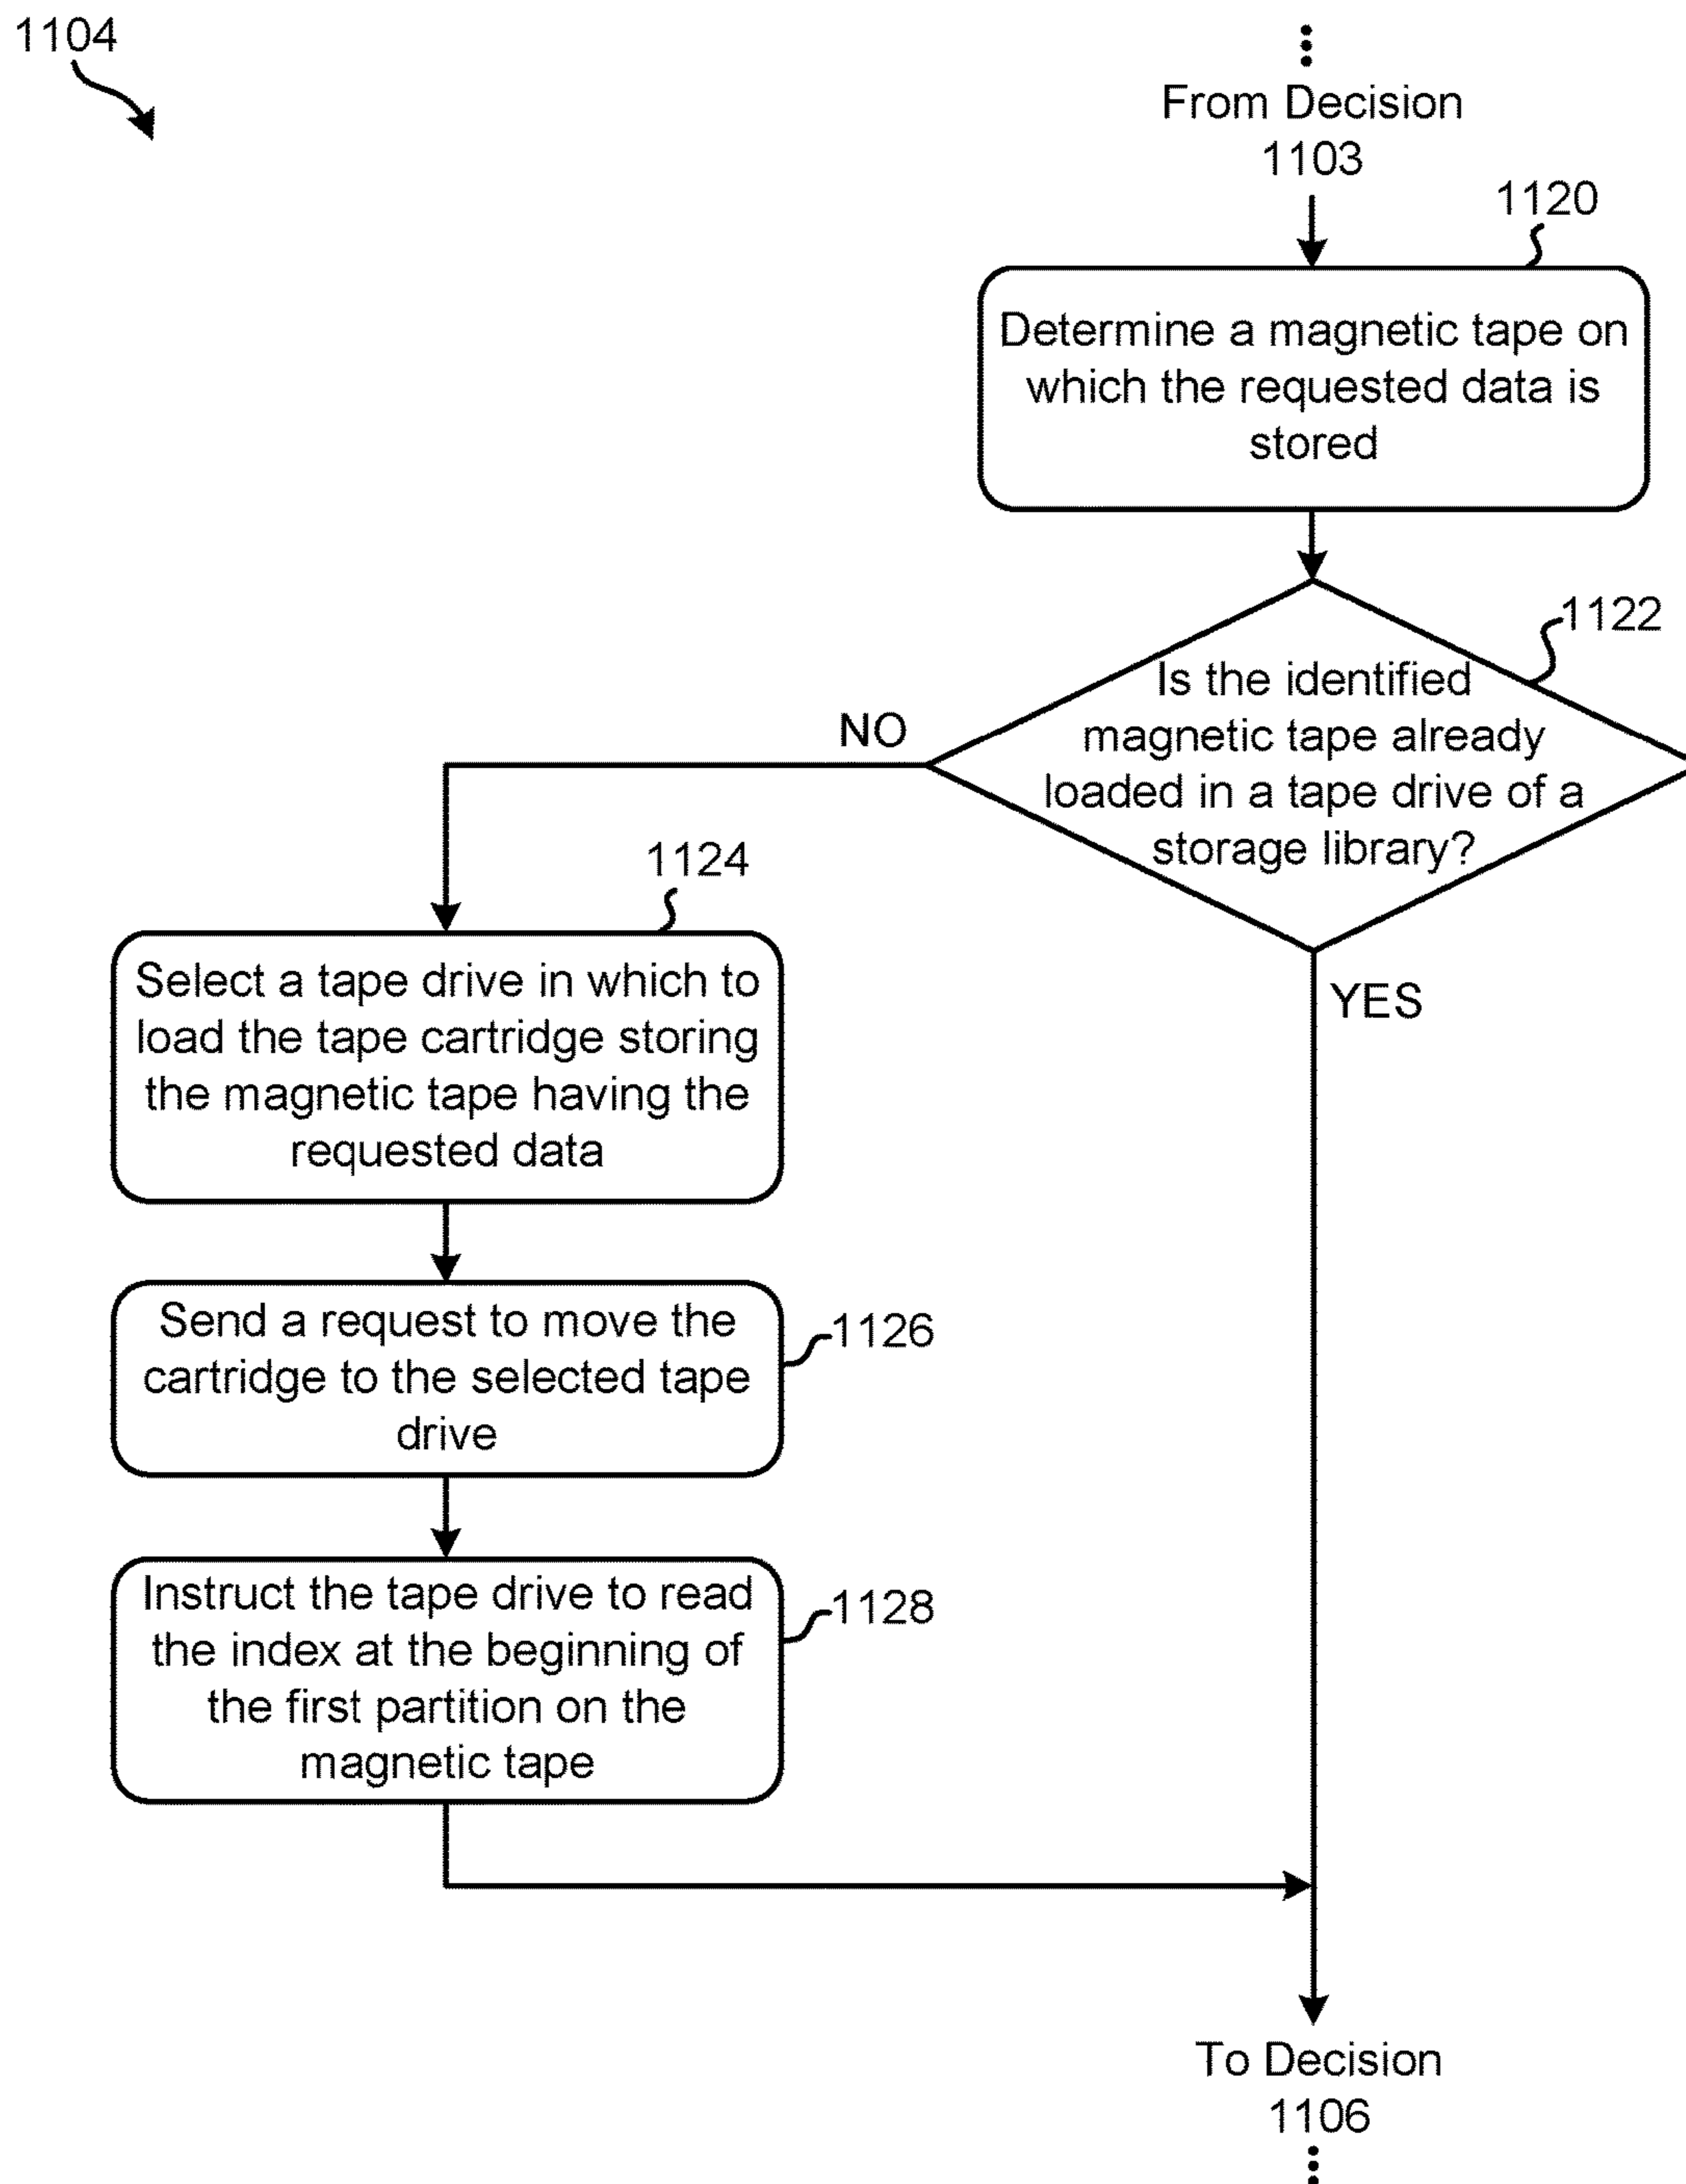 1104
From Decision
1103
1120
Determine a magnetic tape on
which the requested data is
stored
1122
Is the identified
magnetic tape already
loaded in a tape drive of a
storage library?
NO
YES
1124
Select a tape drive in which to
load the tape cartridge storing
the magnetic tape having the
requested data
Send a request to move the
cartridge to the selected tape
drive
1126
Instruct the tape drive to read
the index at the beginning of
the first partition on the
magnetic tape
1128
To Decision
1106